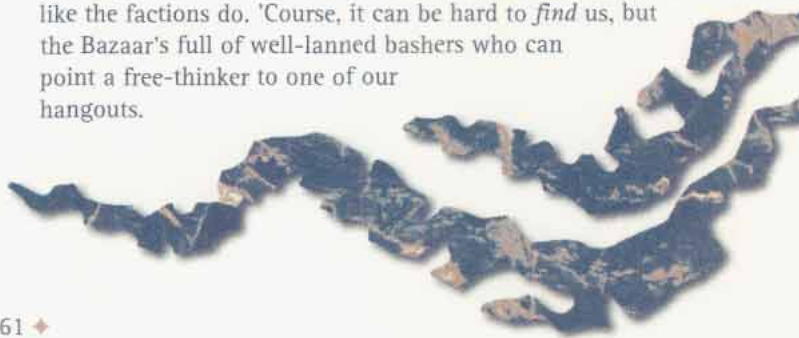 like the factions do. 'Course, it can be hard to find us, but
the Bazaar's full of well-lanned bashers who can
point a free-thinker to one of our
hangouts.
61